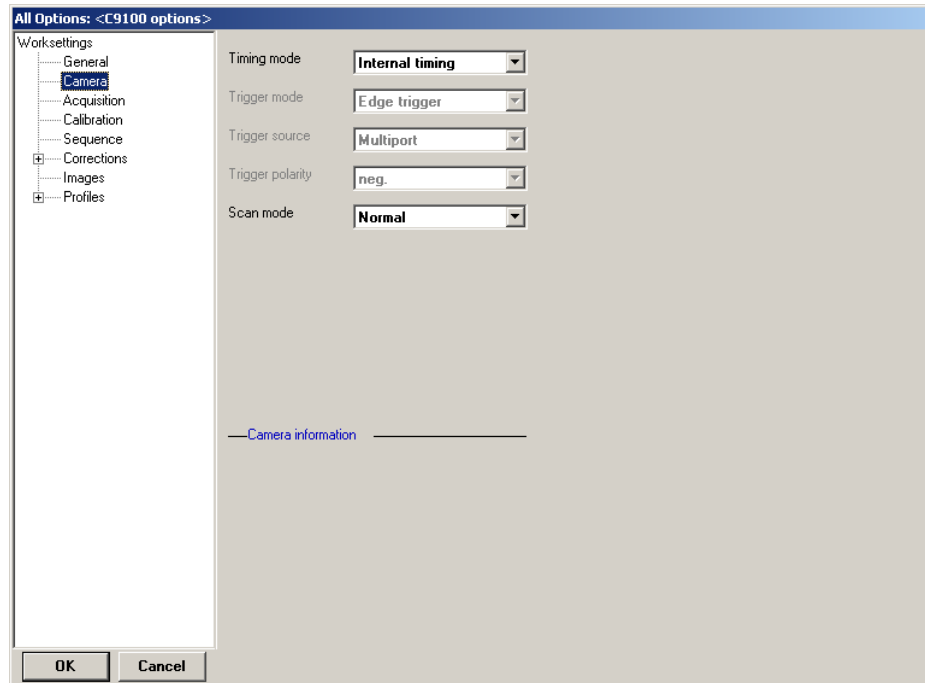 All Options: <C9100 options>
Worksettings
General
Camera
Acquisition
Calibration
Sequence
Corrections
Images
Profiles
Timing mode Internal timing
Trigger mode Edge trigger
Trigger source Multiport
Trigger polarity neg.
Scan mode Normal
Camera information
OK Cancel